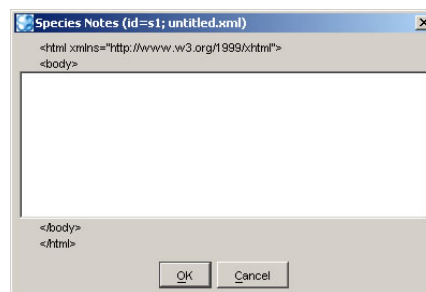 Species Notes (id=s1; untitled.xml)
<html xmlns="http://www.w3.org/1999/xhtml">
<body>
</body>
</html>
OK Cancel